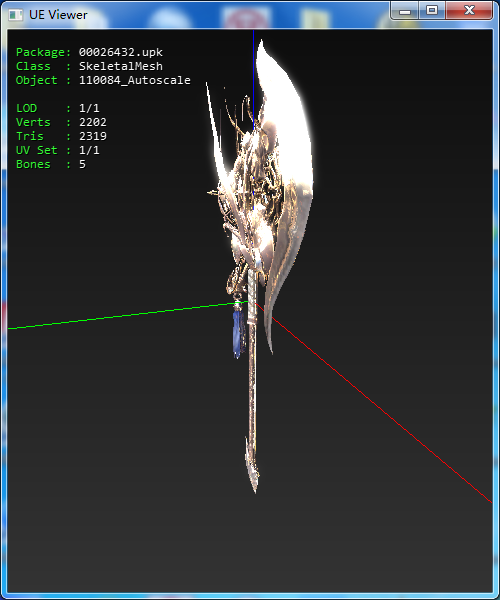 UE Viewer
Package: 00026432.upk
Class : SkeletalMesh
Object : 110084_Autoscale
LOD : 1/1
Verts : 2202
Tris : 2319
UV Set : 1/1
Bones : 5